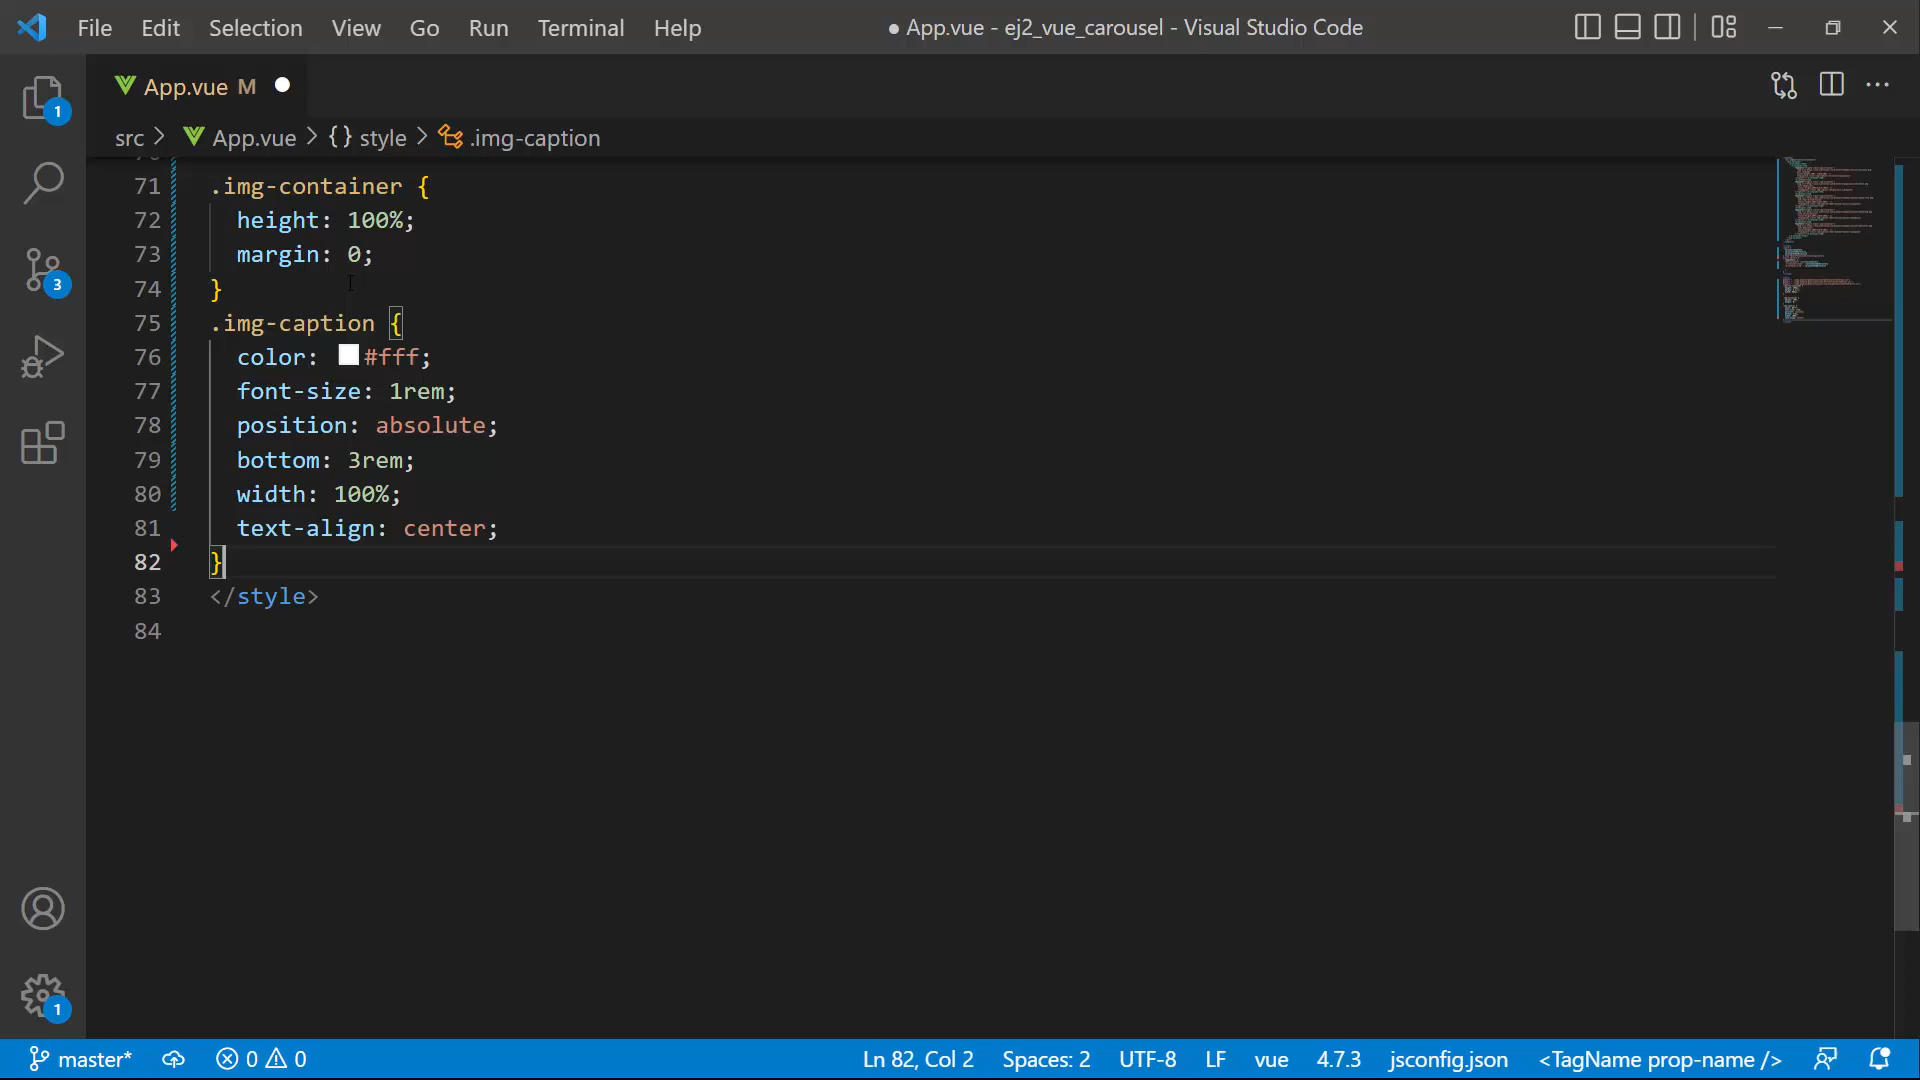 File Edit Selection View Go Run Terminal Help ● App.vue - ej2_vue_carousel - Visual Studio Code
App.vue M
src > App.vue > {} style > .img-caption
71 .img-container {
72 height: 100%;
73 margin: 0;
74 }
75 .img-caption {
76 color: #fff;
77 font-size: 1rem;
78 position: absolute;
79 bottom: 3rem;
80 width: 100%;
81 text-align: center;
82 }
83 </style>
84
1
3
1
master* 0 0 Ln 82, Col 2 Spaces: 2 UTF-8 LF vue 4.7.3 jsconfig.json <TagName prop-name />